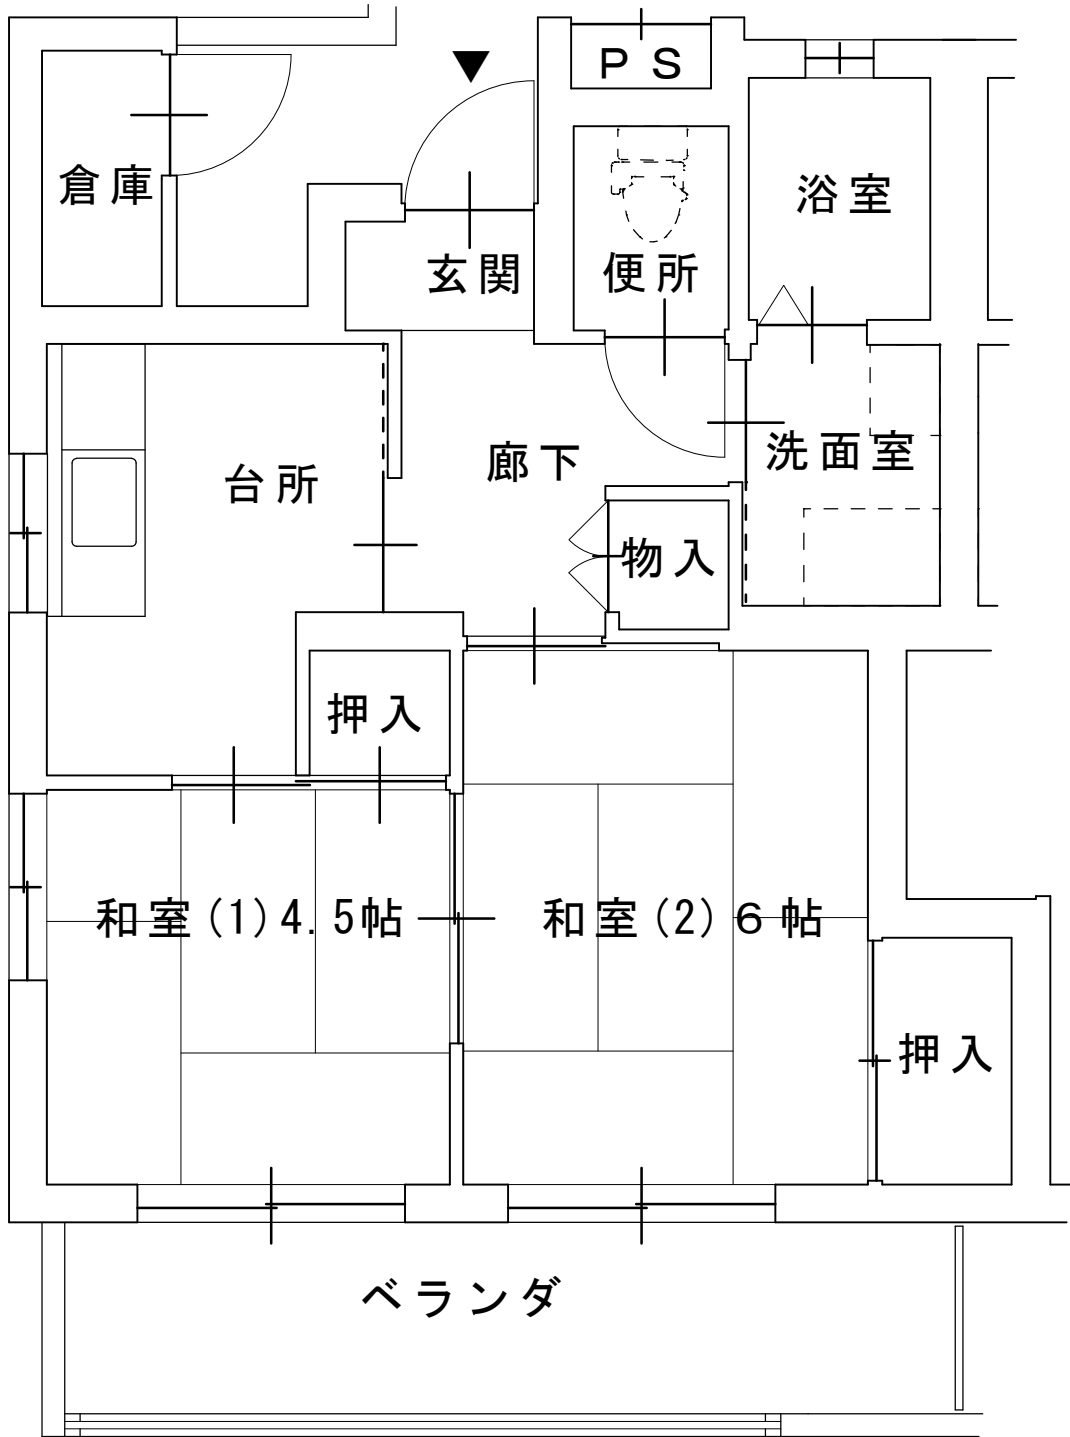 ＰＳ
倉庫
浴室
玄関
便所
台所
廊下
洗面室
物入
押入
和室(1)4.5帖
和室(2)６帖
押入
ベランダ